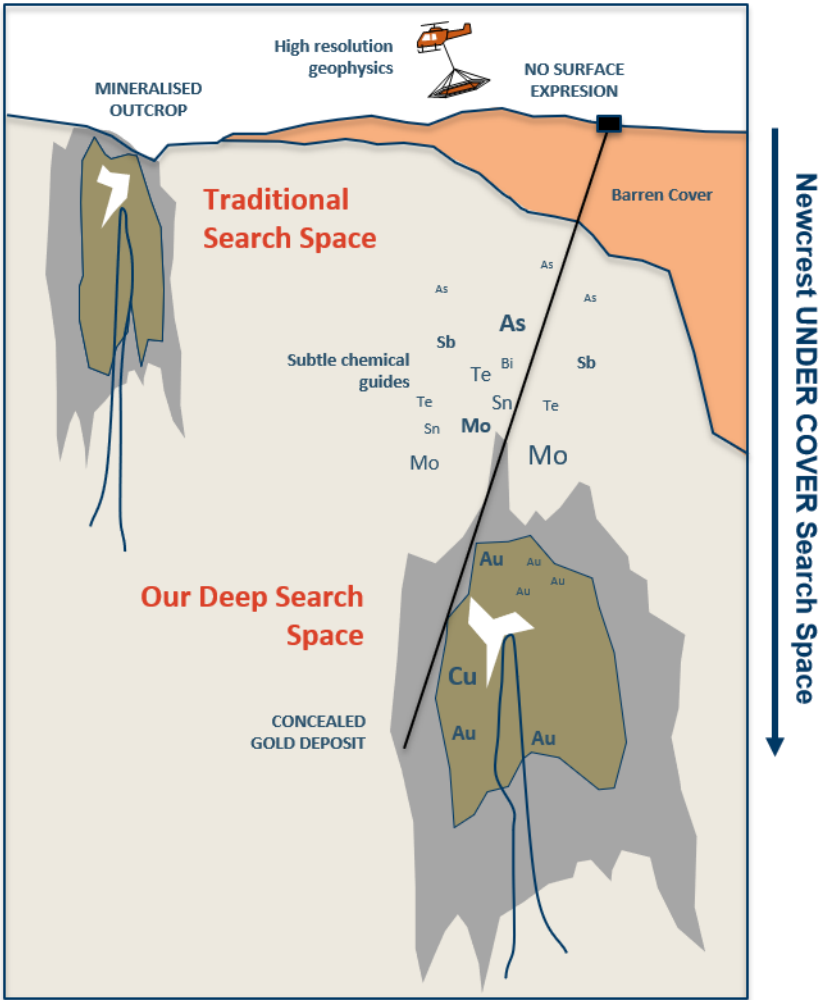 High resolution
geophysics
NO SURFACE
EXPRESION
MINERALISED
OUTCROP
Traditional
Search Space
Barren Cover
As
As
As
As
Sb
Subtle chemical
guides
Bi
Sb
Te
Te
Sn
Te
Sn
Mo
Mo
Mo
Our Deep Search
Space
Au
Au
Au
Au
Cu
CONCEALED
GOLD DEPOSIT
Au
Au
Newcrest UNDER COVER Search Space